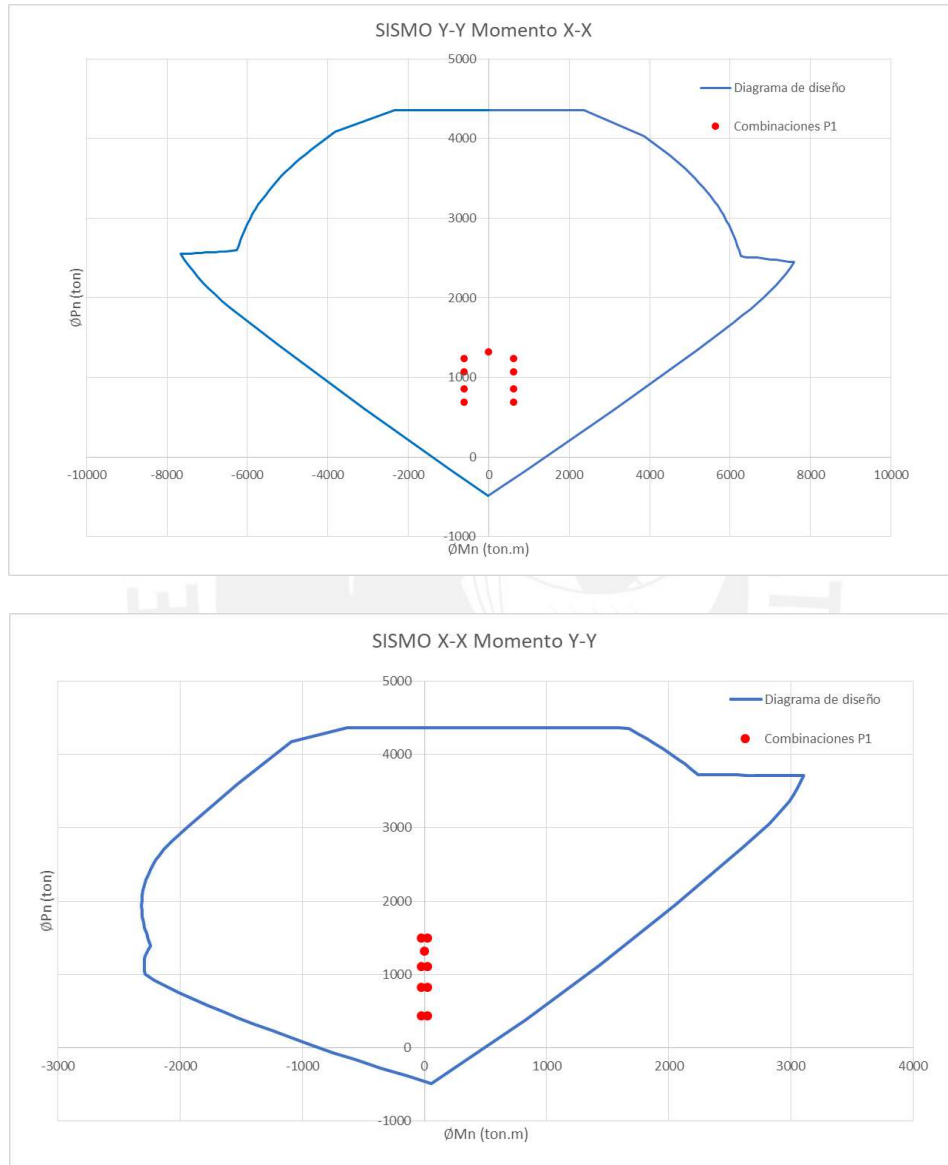 SISMO Y-Y Momento X-X
5000
Diagrama de diseño
4000
Combinaciones P1
3000
2000
1000
0
-10000 -8000 -6000 -4000 -2000 0 2000 4000 6000 8000 10000
-1000
ØPn (ton)
ØMn (ton.m)
E
T
SISMO X-X Momento Y-Y
5000
Diagrama de diseño
4000
Combinaciones P1
3000
2000
1000
0
-3000 -2000 -1000 0 1000 2000 3000 4000
-1000
ØPn (ton)
ØMn (ton.m)